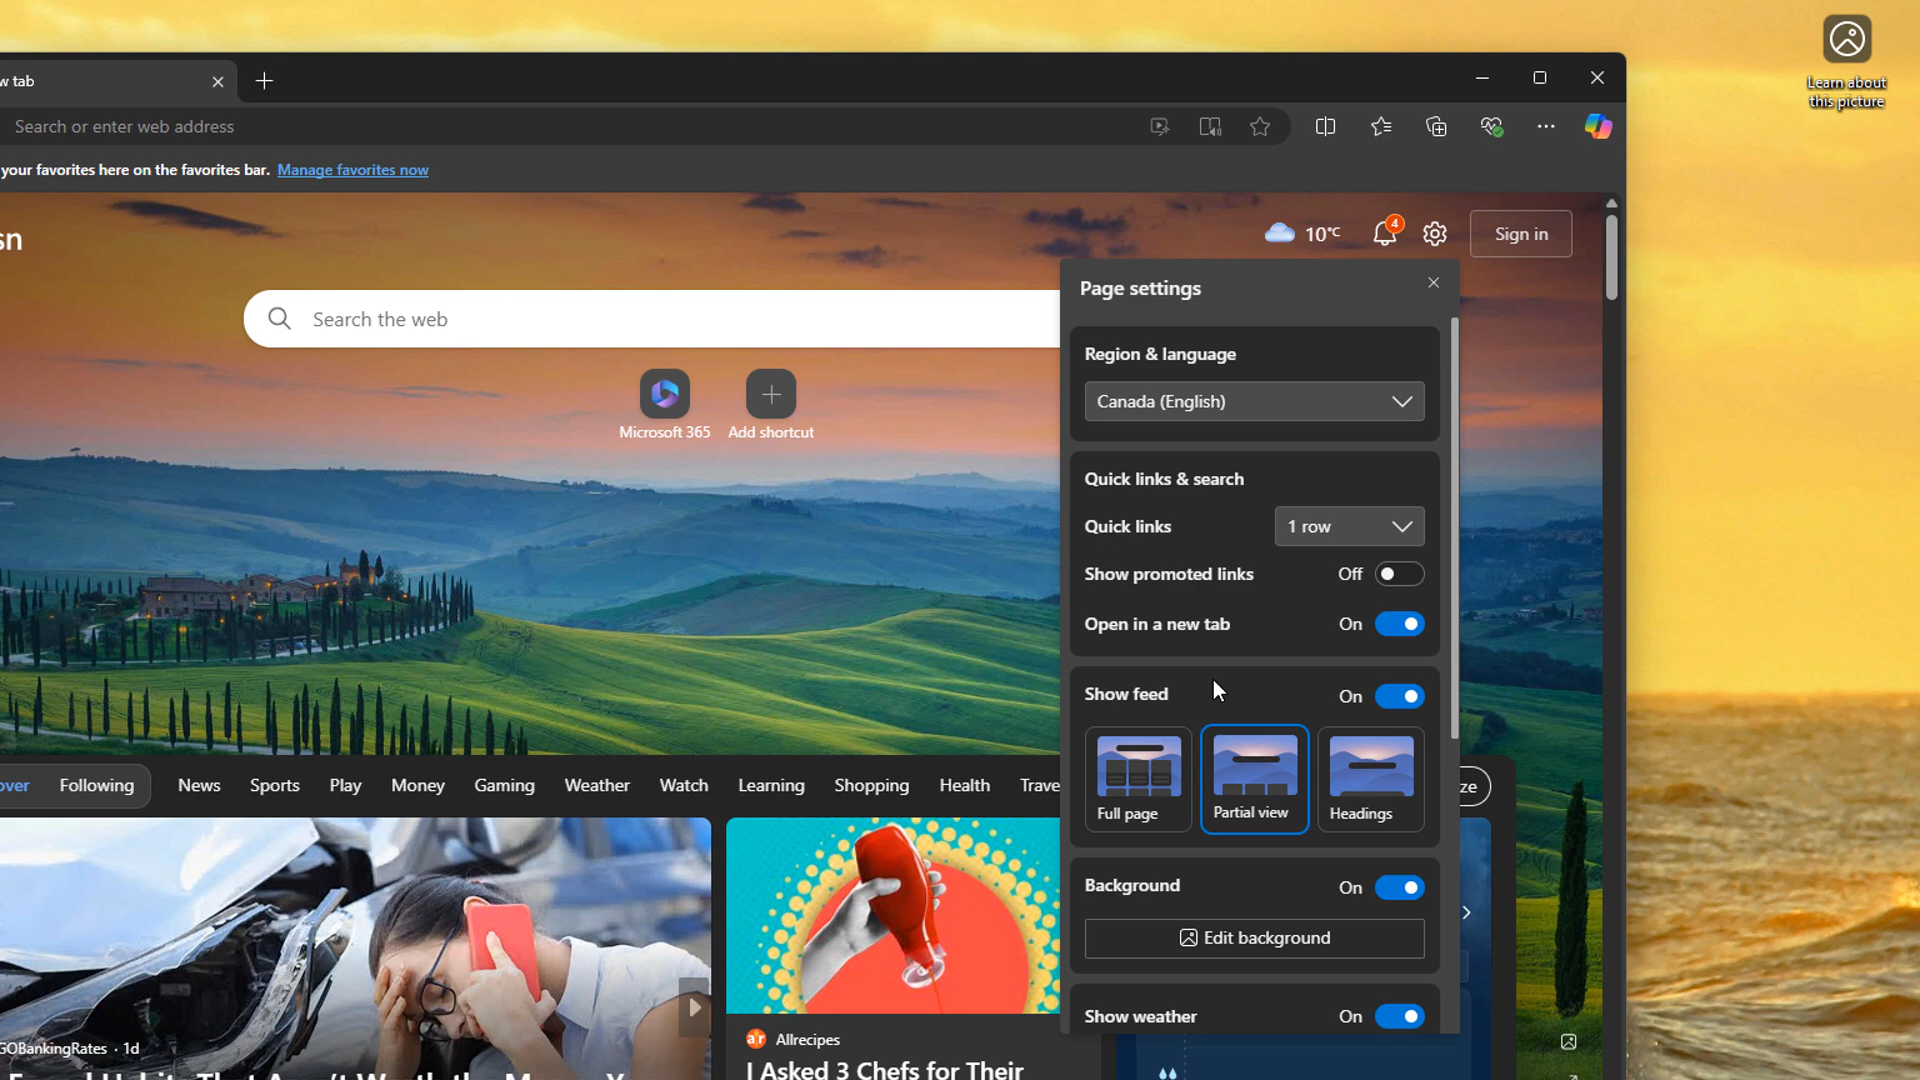 w tab
Learn about
this picture
Search or enter web address
your favorites here on the favorites bar. Manage favorites now
sn
10°C
4
Sign in
Page settings
Search the web
Region & language
Canada (English)
Microsoft 365
Add shortcut
Quick links & search
Quick links
1 row
Show promoted links
Off
Open in a new tab
On
Show feed
On
Full page
Partial view
Headings
over
Following
News
Sports
Play
Money
Gaming
Weather
Watch
Learning
Shopping
Health
Trave
ze
Background
On
Edit background
Show weather
On
GOBankingRates · 1d
ar Allrecipes
I Asked 3 Chefs for Their